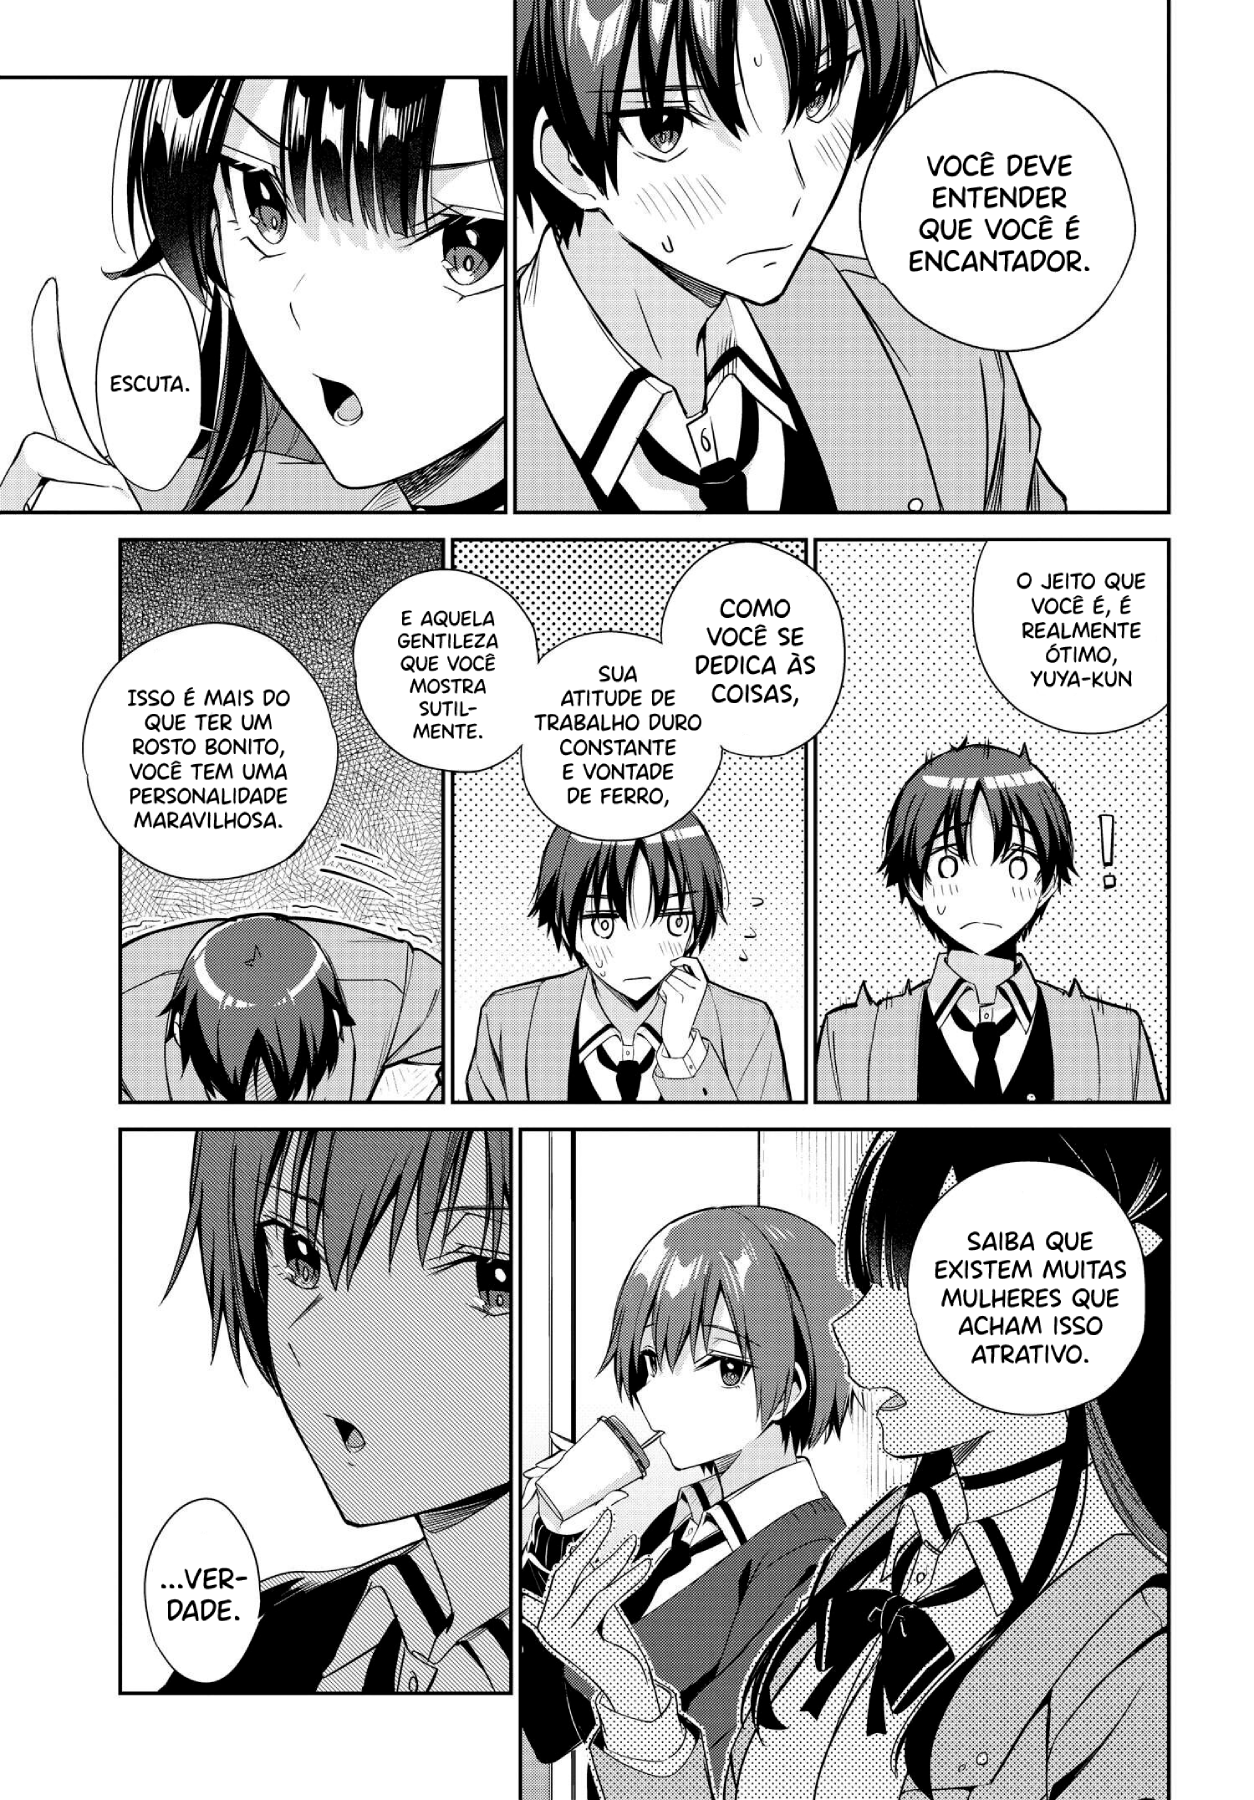 VOCÊ DEVE
ENTENDER
QUE VOCÊ É
ENCANTADOR.
ESCUTA.
O JEITO QUE
VOCÊ É, É
REALMENTE
ÓTIMO,
YUYA-KUN
COMO
VOCÊ SE
DEDICA ÀS
COISAS,
SUA
ATITUDE DE
TRABALHO DURO
CONSTANTE
E VONTADE
DE FERRO,
E AQUELA
GENTILEZA
QUE VOCÊ
MOSTRA
SUTIL-
MENTE.
ISSO É MAIS DO
QUE TER UM
ROSTO BONITO,
VOCÊ TEM UMA
PERSONALIDADE
MARAVILHOSA.
!
SAIBA QUE
EXISTEM MUITAS
MULHERES QUE
ACHAM ISSO
ATRATIVO.
...VER-
DADE.